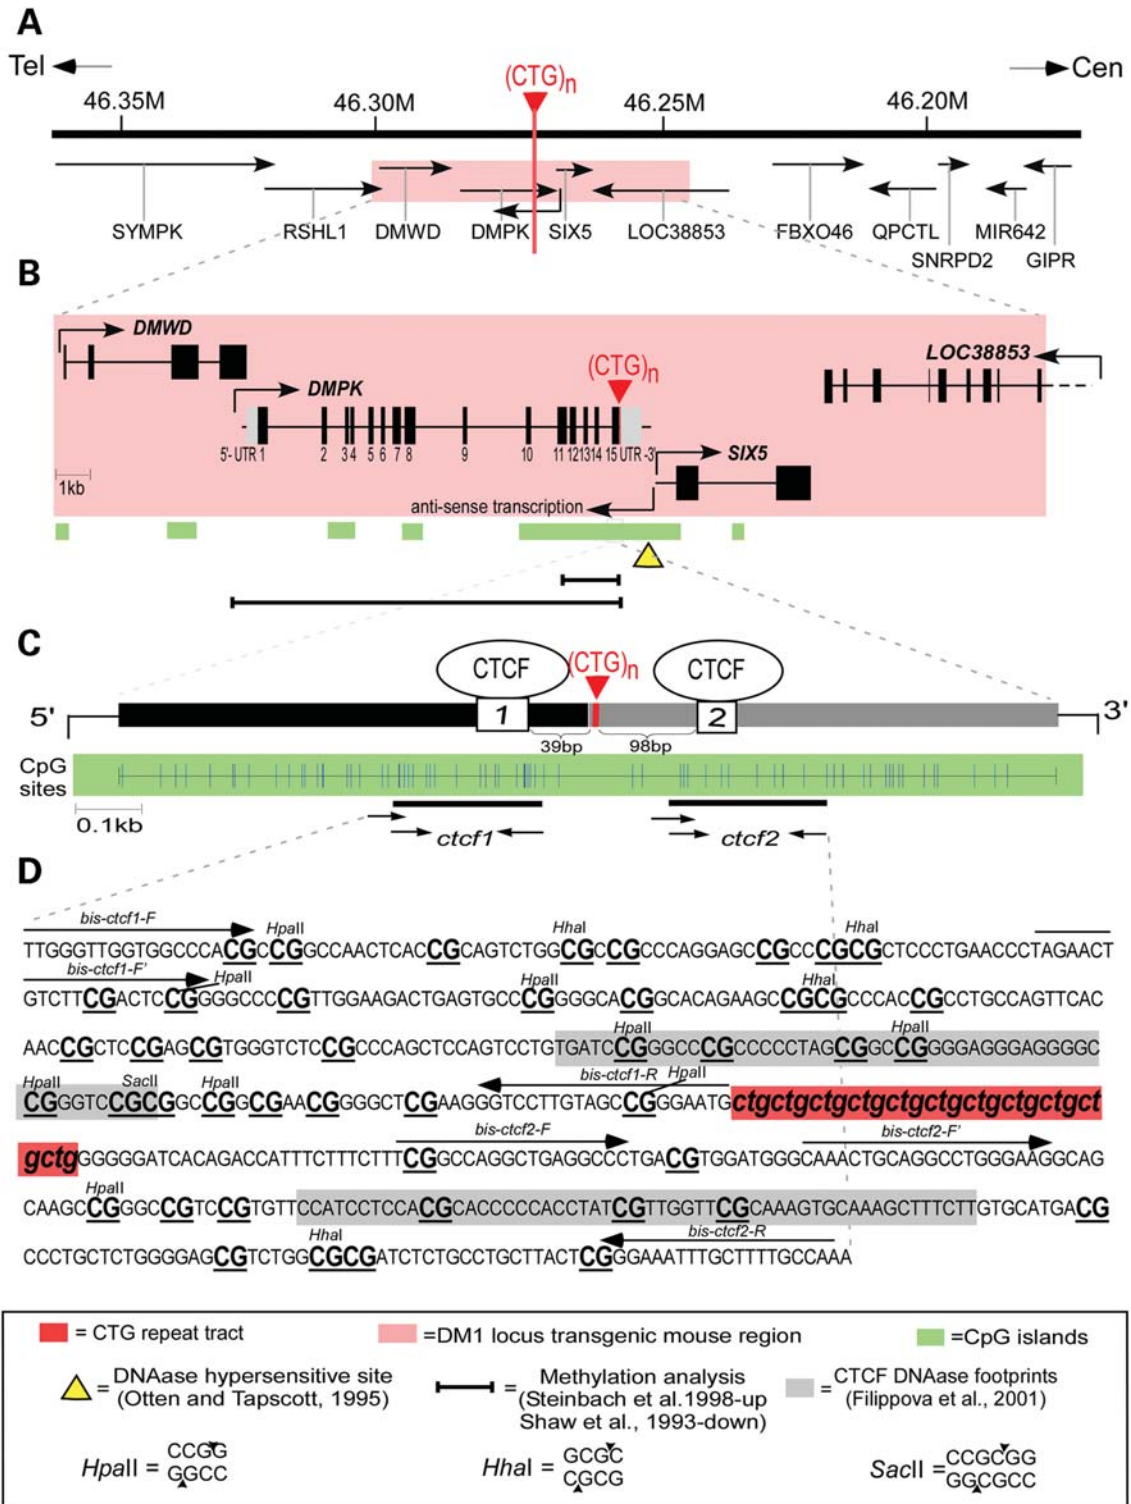 A
Tel
Cen
(CTG)n
46.35M 46.30M 46.25M 46.20M
SYMPK RSHL1 DMWD DMPK SIX5 LOC38853 FBXO46 QPCTL MIR642
SNRPD2 GIPR
B
DMWD
LOC38853
(CTG)n
DMPK
5'- UTR 1 2 3 4 5 6 7 8 9 10 11 12 13 14 15 UTR -3'
SIX5
1kb
anti-sense transcription
C
CTCF (CTG)n CTCF
5' 1 2 3'
39bp 98bp
CpG
sites
0.1kb
ctcf1 ctcf2
D
bis-ctcf1-F HpaII HhaI HhaI
TTGGGTTGGTGGCCCACGCCGGCCAACTCACCGCAGTCTGGCGCCGCCCAGGAGCCGCCCGCGCTCCCTGAACCCTAGAACT
bis-ctcf1-F' HpaII HpaII HhaI
GTCTTCGACTCCGGGGCCCCGTTGGAAGACTGAGTGCCCGGGGCACGGCACAGAAGCCGCGCCCACCGCCTGCCAGTTCAC
HpaII HpaII
AACCGCTCCGAGCGTGGGTCTCCGCCCAGCTCCAGTCCTGTGATCCGGGCCCGCCCCCTAGCGGCCGGGGAGGGAGGGGC
HpaII SacII HpaII bis-ctcf1-R HpaII
CGGGTCCGCGGCCGGCGAACGGGGCTCGAAGGGTCCTTGTAGCCGGGAATGctgctgctgctgctgctgctgctgctgct
bis-ctcf2-F bis-ctcf2-F'
gctgGGGGGATCACAGACCATTTCTTTCTTTCGGCCAGGCTGAGGCCCTGACGTGGATGGGCAAACTGCAGGCCTGGGAAGGCAG
HpaII
CAAGCCGGGCCGTCCGTGTTCCATCCTCCACGCACCCCCACCTATCGTTGGTTCGCAAAGTGCAAAGCTTTCTTGTGCATGACG
HhaI bis-ctcf2-R
CCCTGCTCTGGGGAGCGTCTGGCGCGATCTCTGCCTGCTTACTCGGGAAATTTGCTTTTGCCAAA
= CTG repeat tract =DM1 locus transgenic mouse region =CpG islands
= DNAase hypersensitive site
(Otten and Tapscott, 1995)
= Methylation analysis
(Steinbach et al.1998-up
Shaw et al., 1993-down)
= CTCF DNAase footprints
(Filippova et al., 2001)
HpaII = CCGG
GGCC
HhaI = GCGC
CGCG
SacII = CCGCGG
GGCGCC